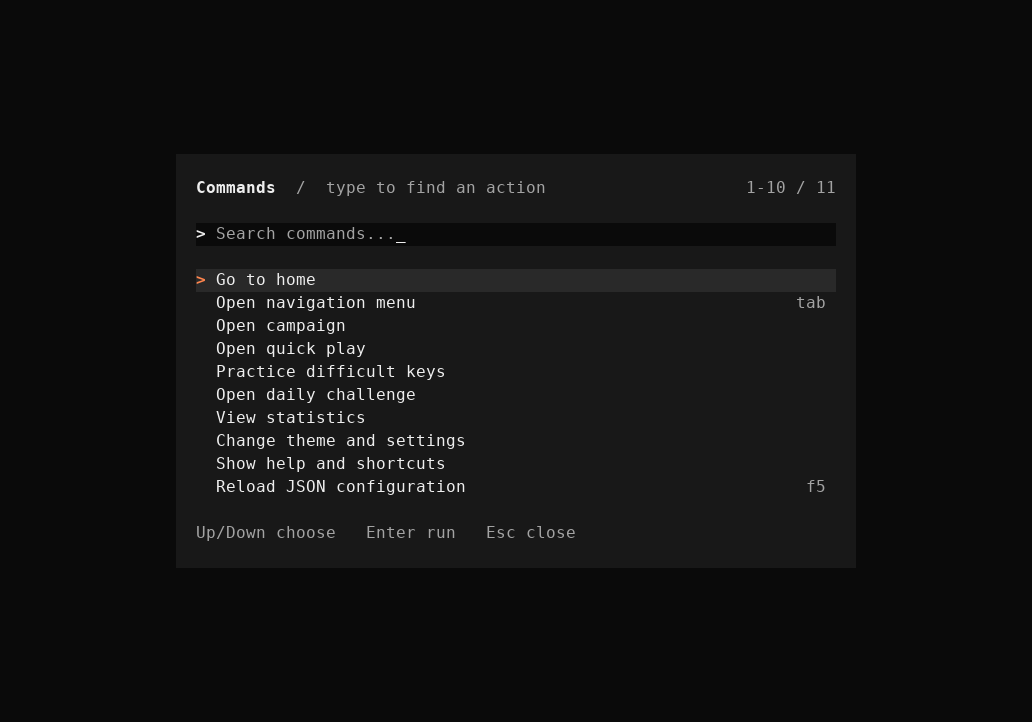 Commands / type to find an action 1-10 / 11
> Search commands..._
> Go to home
Open navigation menu tab
Open campaign
Open quick play
Practice difficult keys
Open daily challenge
View statistics
Change theme and settings
Show help and shortcuts
Reload JSON configuration f5
Up/Down choose Enter run Esc close